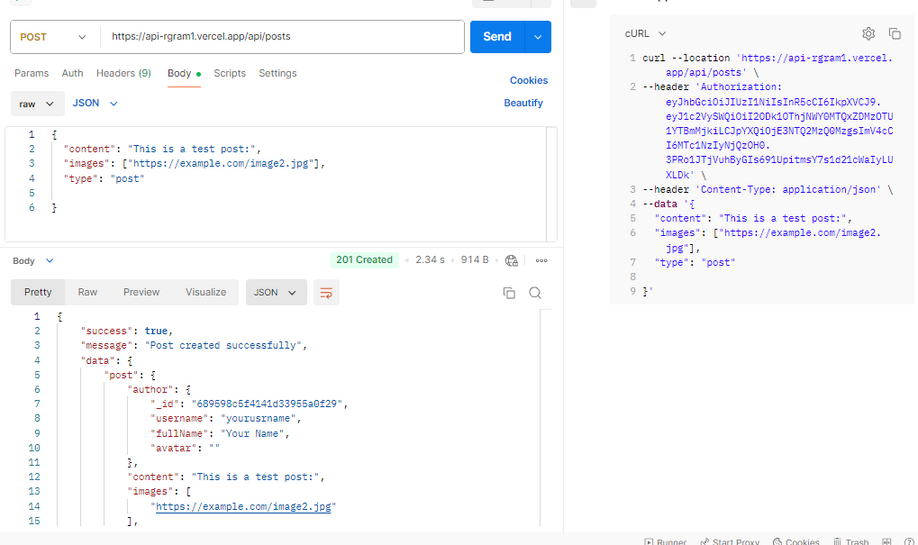 POST
https://api-rgram1.vercel.app/api/posts
Send
Params Auth Headers (9) Body Scripts Settings
Cookies
raw JSON
Beautify
1 {
2 "content": "This is a test post:",
3 "images": ["https://example.com/image2.jpg"],
4 "type": "post"
5
6 }
Body
201 Created 2.34 s 914 B
Pretty Raw Preview Visualize JSON
1 {
2 "success": true,
3 "message": "Post created successfully",
4 "data": {
5 "post": {
6 "author": {
7 "_id": "689598c5f4141d33955a0f29",
8 "username": "yourusrname",
9 "fullName": "Your Name",
10 "avatar": ""
11 },
12 "content": "This is a test post:",
13 "images": [
14 "https://example.com/image2.jpg"
15 ],
cURL
1 curl --location 'https://api-rgram1.vercel.
app/api/posts' \
2 --header 'Authorization:
3 --header 'Content-Type: application/json' \
4 --data '{
5 "content": "This is a test post:",
6 "images": ["https://example.com/image2.
jpg"],
7 "type": "post"
8
9 }'
Runner Start Proxy Cookies Trash